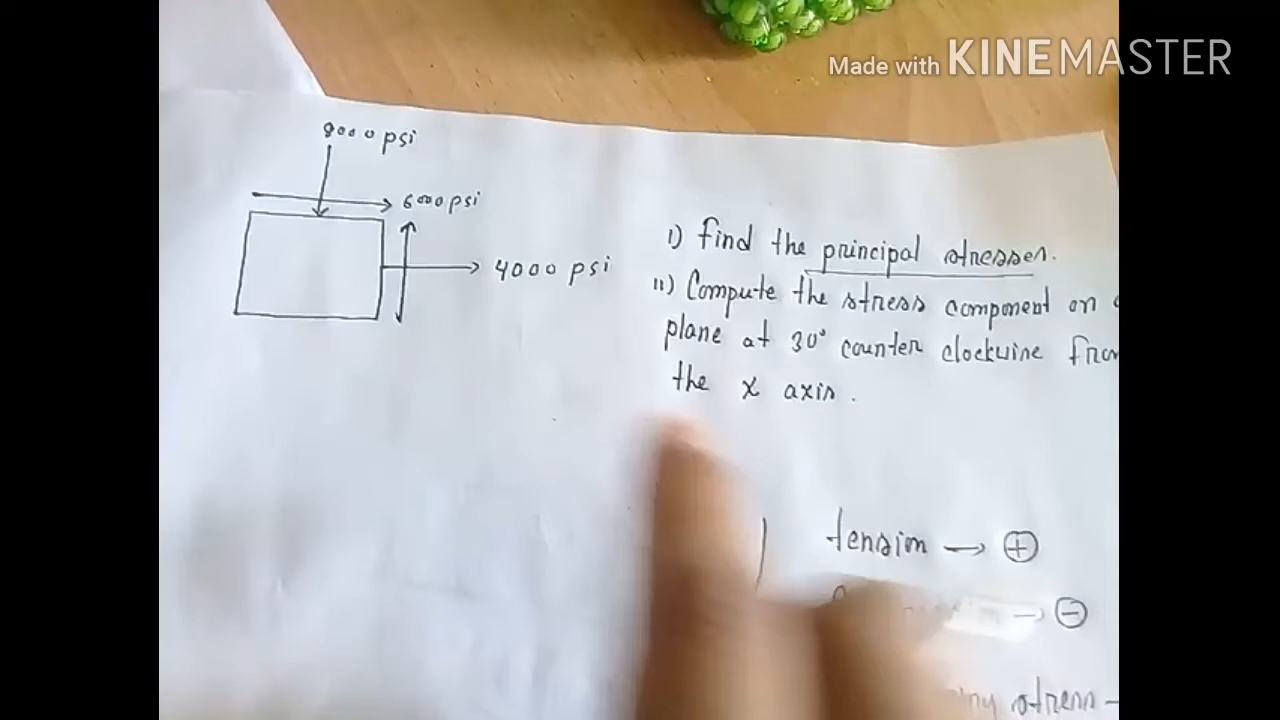 Made with KINEMASTER
8000 psi
6000 psi
4000 psi
I) Find the principal stresses.
II) Compute the stress component on
plane at 30° counter clockwise from
the x axis.
tension → +
→ -
stress -